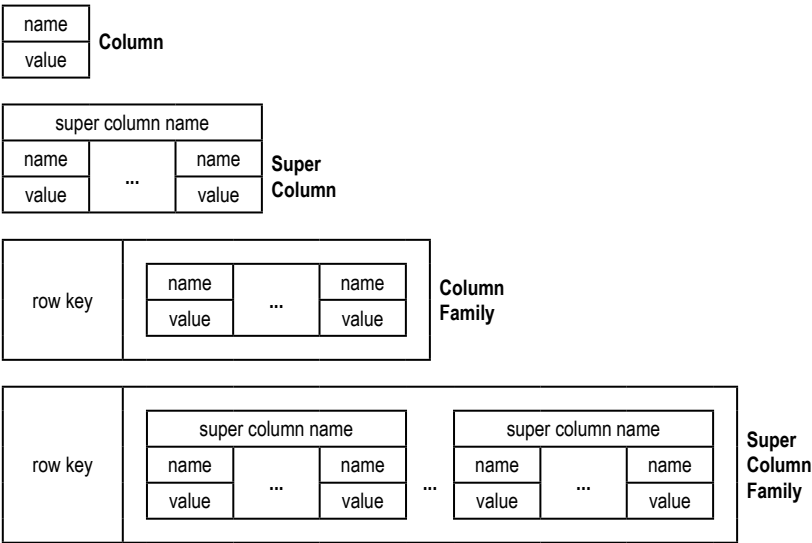 name
value
Column
super column name
name ... name
value value
Super
Column
row key
name ... name
value value
Column
Family
row key
super column name ... super column name
name ... name name ... name
value value value value
Super
Column
Family